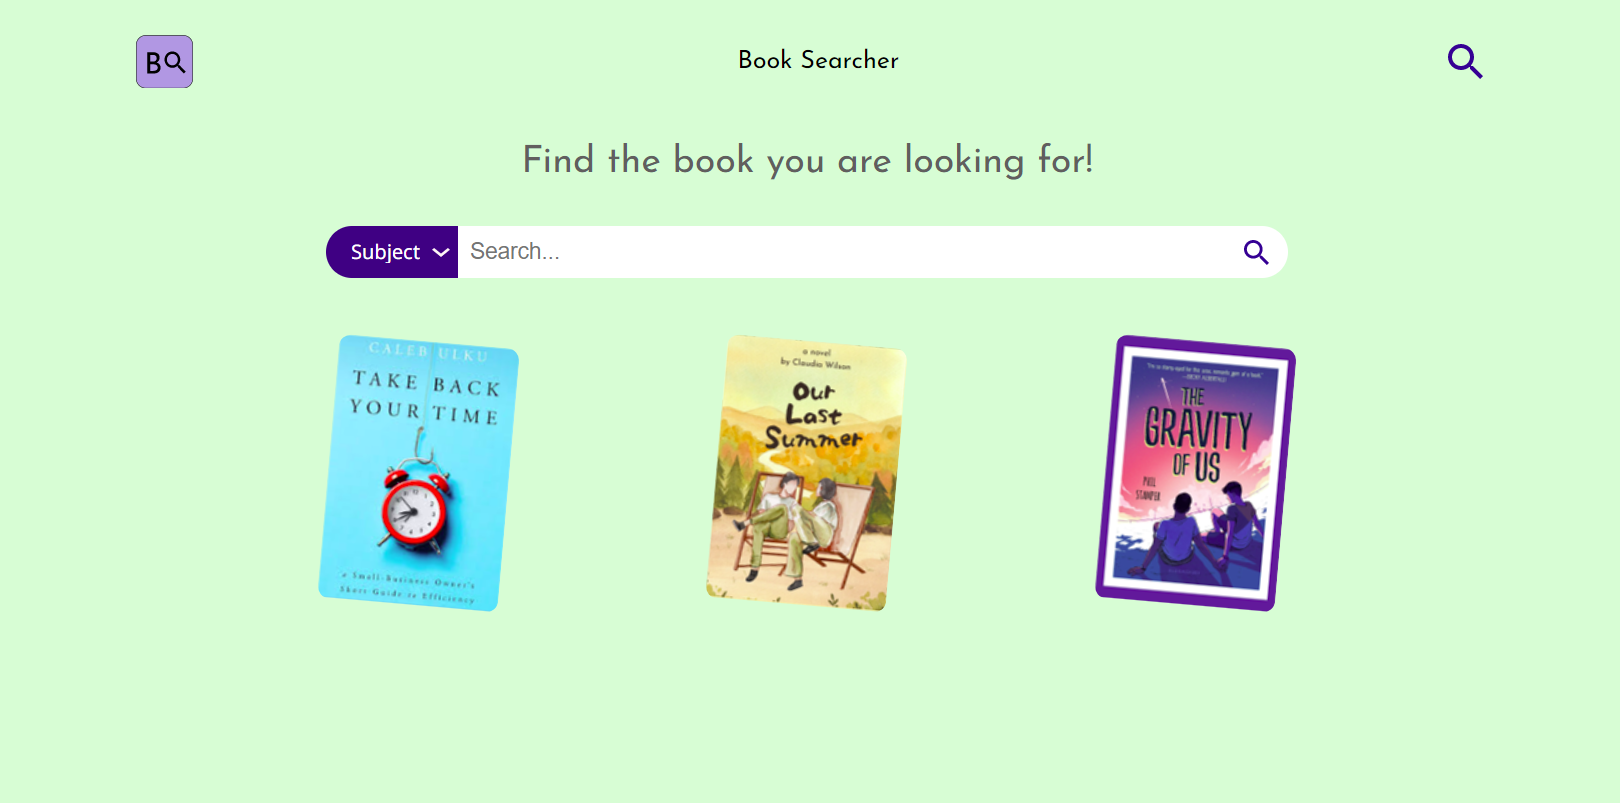 B
Book Searcher
Find the book you are looking for!
Subject
Search...
CALEB ULKU
TAKE BACK
YOUR TIME
a Small-Business Owner's
Short Guide to Efficiency
a novel
by Claudia Wilson
Our
Last
Summer
THE
GRAVITY
OF US
PHIL
STAMPER